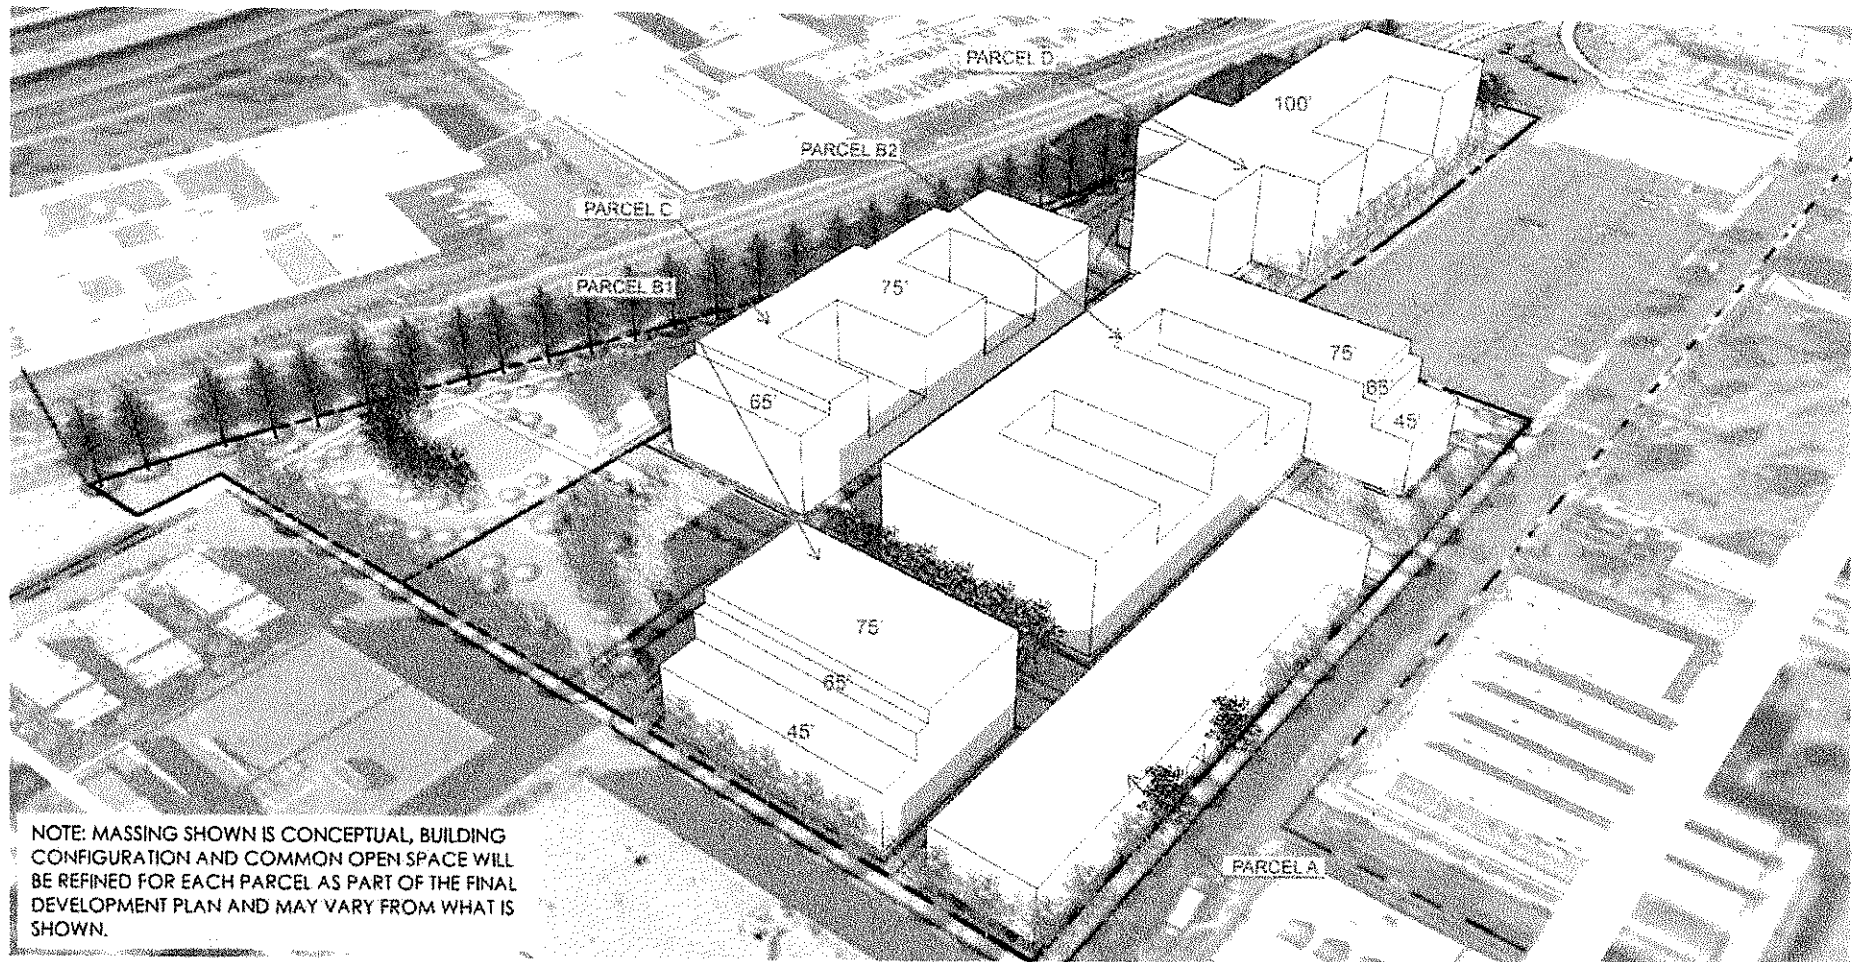 PARCEL D
100'
PARCEL B2
PARCEL C
PARCEL B1
75'
65'
75'
65'
45'
75'
65'
45'
PARCEL A
NOTE: MASSING SHOWN IS CONCEPTUAL, BUILDING
CONFIGURATION AND COMMON OPEN SPACE WILL
BE REFINED FOR EACH PARCEL AS PART OF THE FINAL
DEVELOPMENT PLAN AND MAY VARY FROM WHAT IS
SHOWN.